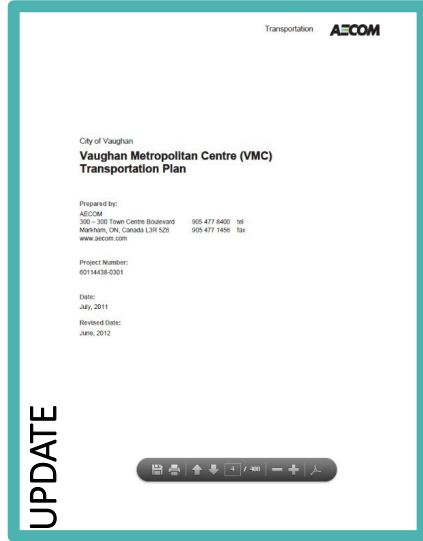 Transportation AECOM
City of Vaughan
Vaughan Metropolitan Centre (VMC)
Transportation Plan
Prepared by:
AECOM
300 – 300 Town Centre Boulevard 905 477 8400 tel
Markham, ON, Canada L3R 5Z6 905 477 1456 fax
www.aecom.com
Project Number:
60114438-0301
Date:
July, 2011
Revised Date:
June, 2012
UPDATE
4 / 400